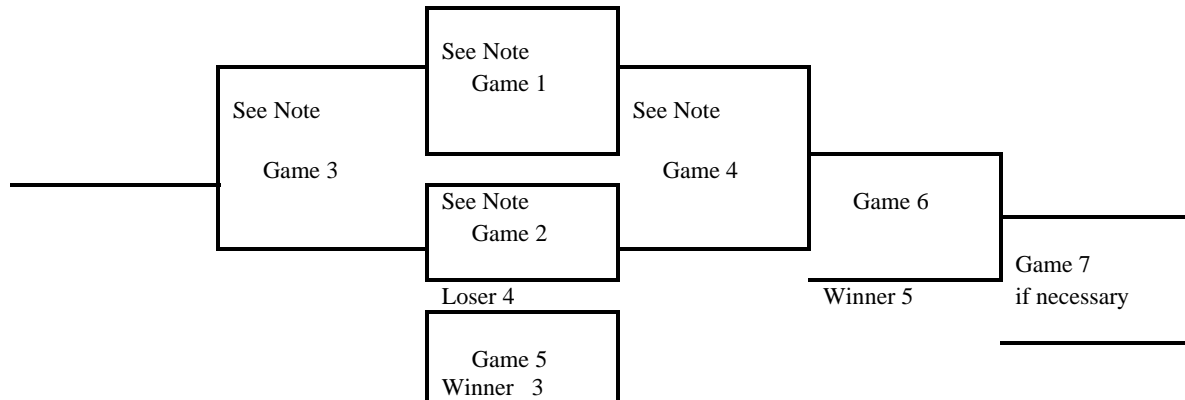 See Note
Game 1
See Note
See Note
Game 3
Game 4
See Note
Game 6
Game 2
Game 7
Loser 4
Winner 5
if necessary
Game 5
Winner 3